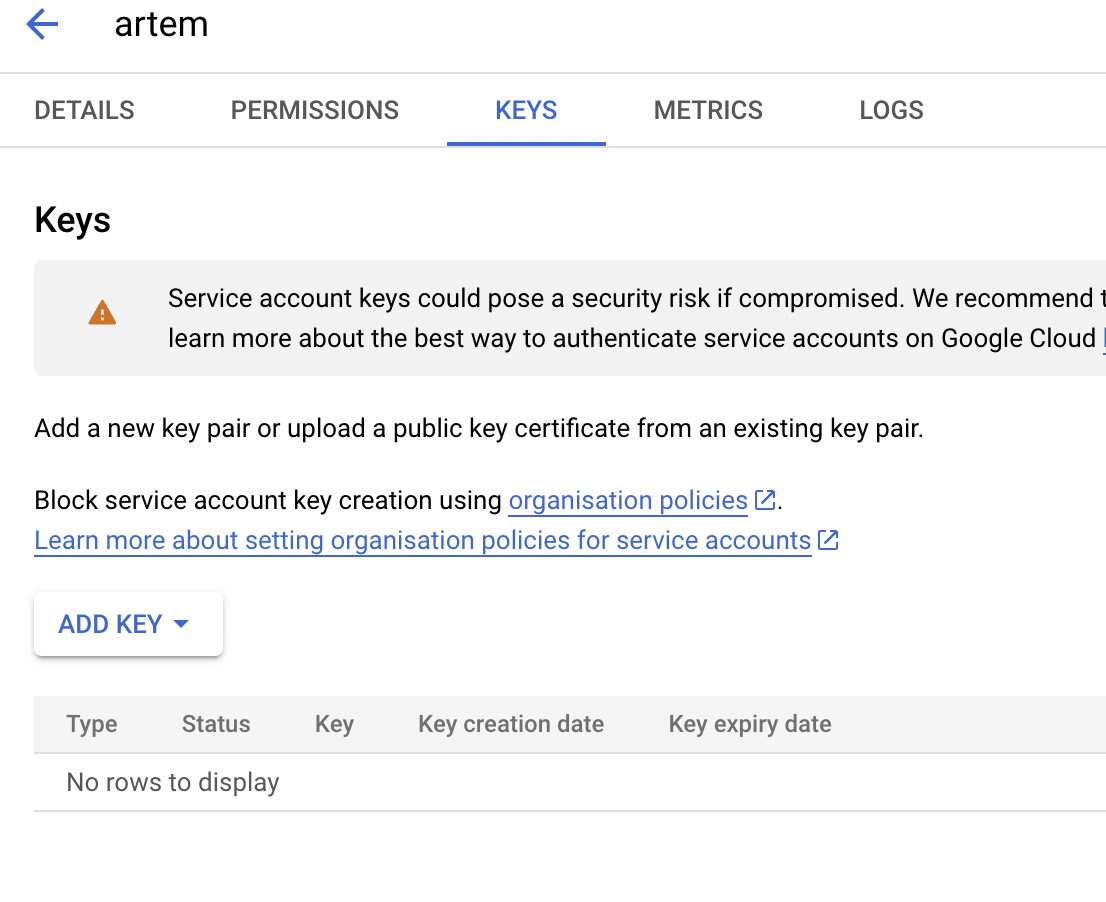 artem
DETAILS PERMISSIONS KEYS METRICS LOGS
Keys
Service account keys could pose a security risk if compromised. We recommend
learn more about the best way to authenticate service accounts on Google Cloud
Add a new key pair or upload a public key certificate from an existing key pair.
Block service account key creation using organisation policies.
Learn more about setting organisation policies for service accounts
ADD KEY
Type Status Key Key creation date Key expiry date
No rows to display